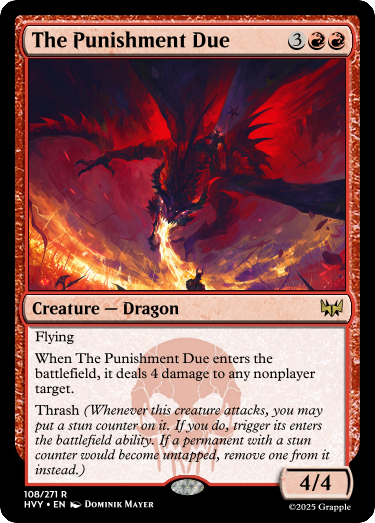 The Punishment Due 3
Creature — Dragon
Flying
When The Punishment Due enters the
battlefield, it deals 4 damage to any nonplayer
target.
Thrash (Whenever this creature attacks, you may
put a stun counter on it. If you do, trigger its enters
the battlefield ability. If a permanent with a stun
counter would become untapped, remove one from it
instead.)
4/4
108/271 R
HVY • EN Dominik Mayer
©2025 Grapple